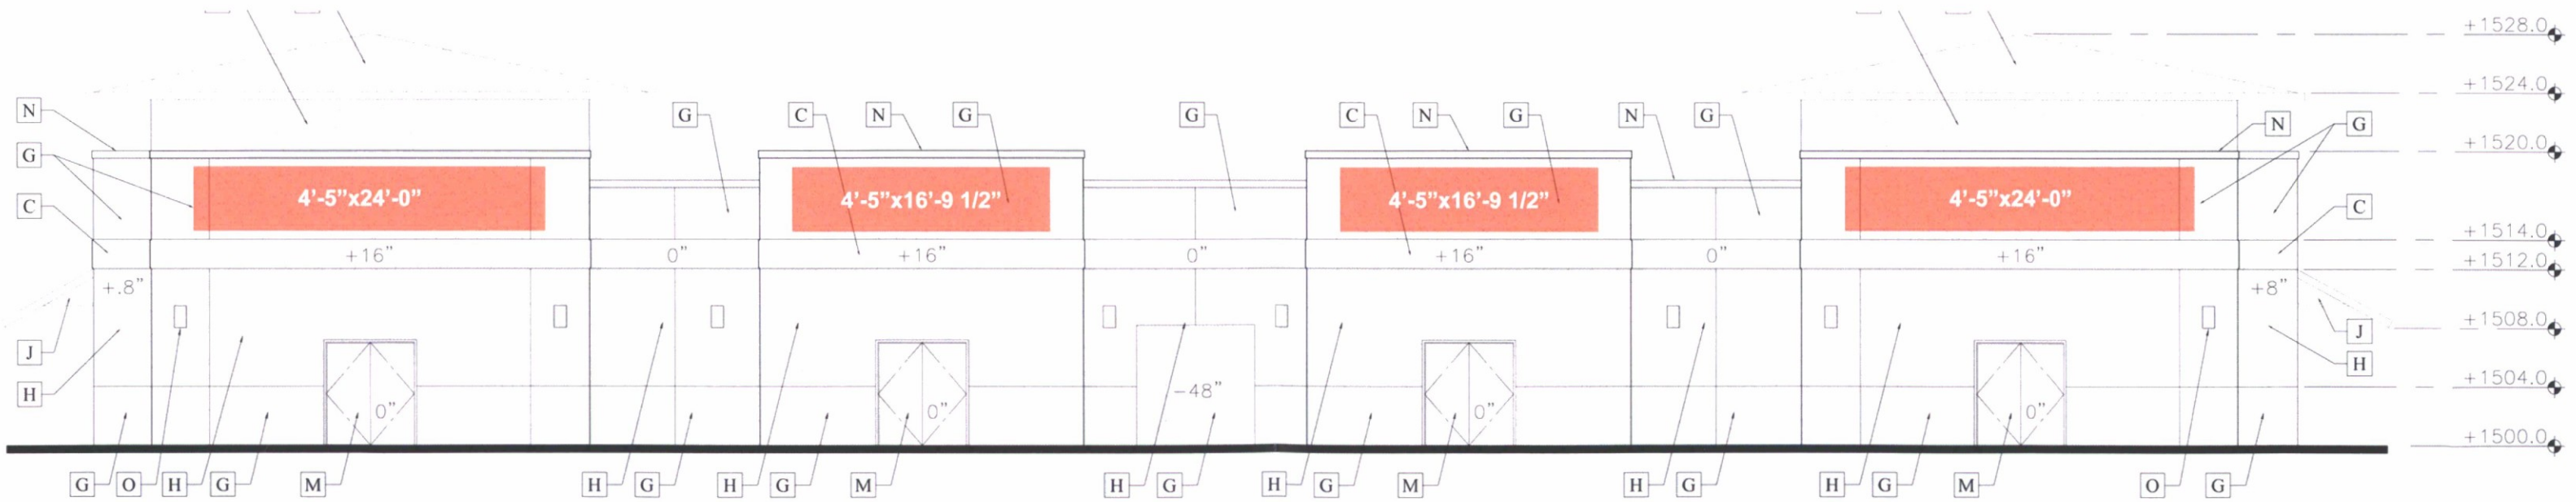 +1528.0
+1524.0
N
G
C
N
G
G
C
N
G
N
G
N
G
+1520.0
G
4'-5"x24'-0"
4'-5"x16'-9 1/2"
4'-5"x16'-9 1/2"
4'-5"x24'-0"
C
C
+1514.0
+16"
0"
+16"
0"
+16"
0"
+16"
+1512.0
+.8"
+8"
+1508.0
J
J
H
H
+1504.0
-48"
0"
0"
0"
0"
+1500.0
G
O
H
G
M
H
G
H
G
M
H
G
H
G
M
H
G
H
G
M
O
G